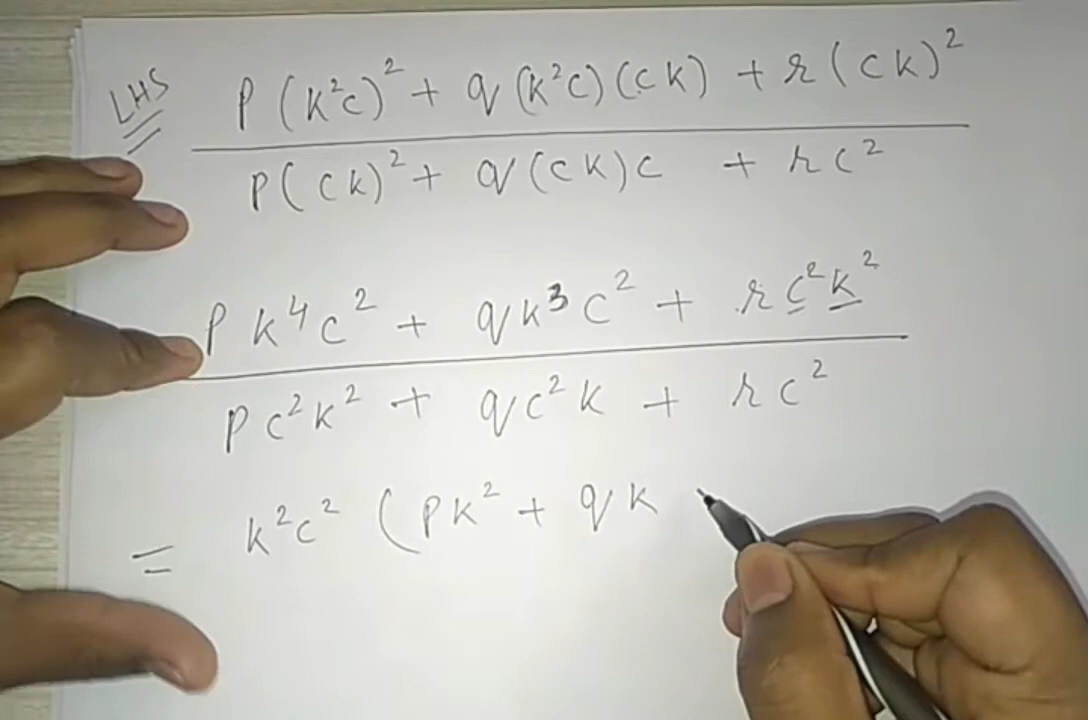 LHS P(k²c)² + q(k²c)(ck) + r(ck)²
P(ck)² + q(ck)c + rc²
Pk⁴c² + qk³c² + rc²k²
Pc²k² + qc²k + rc²
= k²c² (Pk² + qk